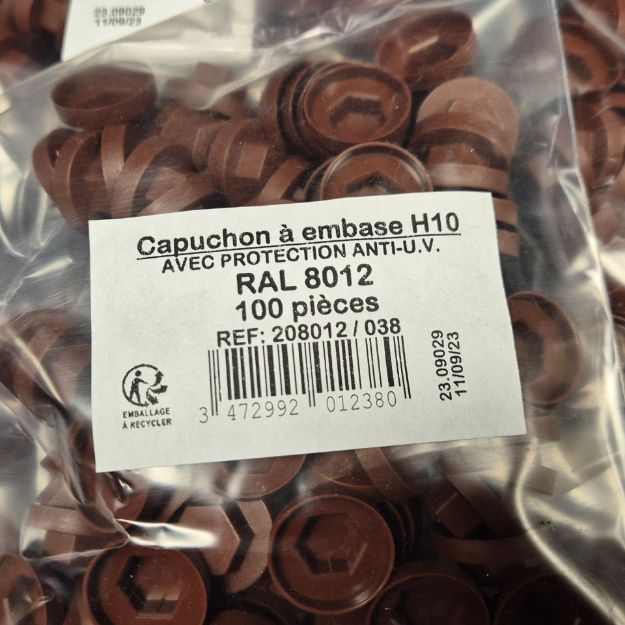 23.09029
11/09/23
Capuchon à embase H10
AVEC PROTECTION ANTI-U.V.
RAL 8012
100 pièces
REF: 208012 / 038
3 472992 012380
EMBALLAGE
À RECYCLER
23.09029
11/09/23